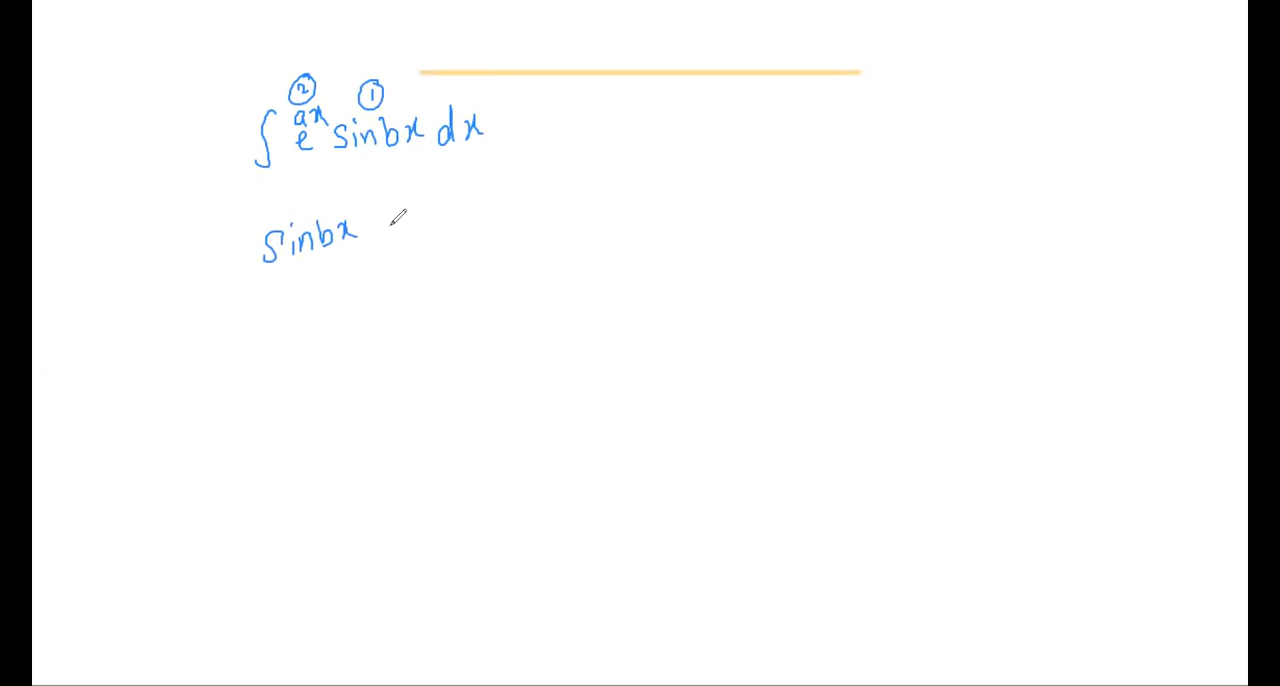 ② ①
∫ e^{ax} sinbx dx
sinbx